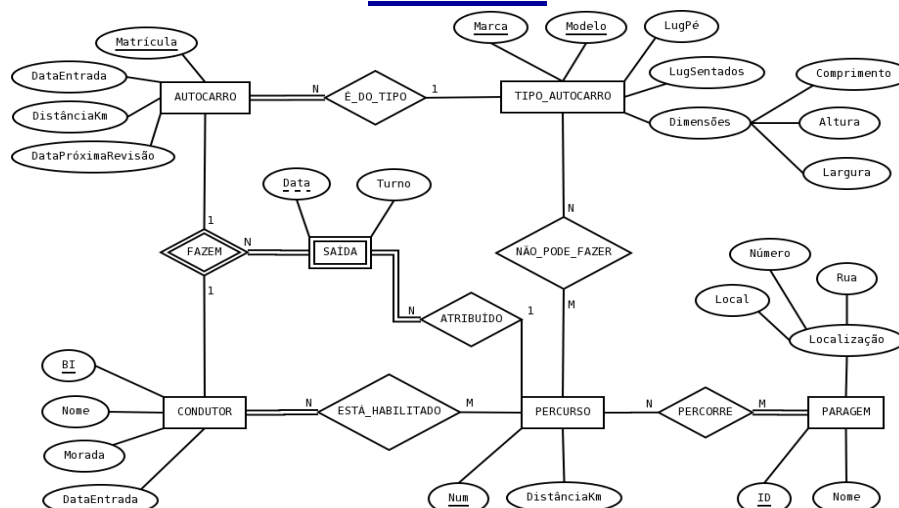 Marca
Modelo
LugPé
Matrícula
LugSentados
Comprimento
DataEntrada
AUTOCARRO
N
É_DO_TIPO
1
TIPO_AUTOCARRO
DistânciaKm
Dimensões
Altura
DataPróximaRevisão
Largura
Data
Turno
1
N
FAZEM
N
SAÍDA
NÃO_PODE_FAZER
Número
Rua
1
M
Local
N
ATRIBUÍDO
1
Localização
BI
Nome
CONDUTOR
N
ESTÁ_HABILITADO
M
PERCURSO
N
PERCORRE
M
PARAGEM
Morada
DataEntrada
Num
DistânciaKm
ID
Nome